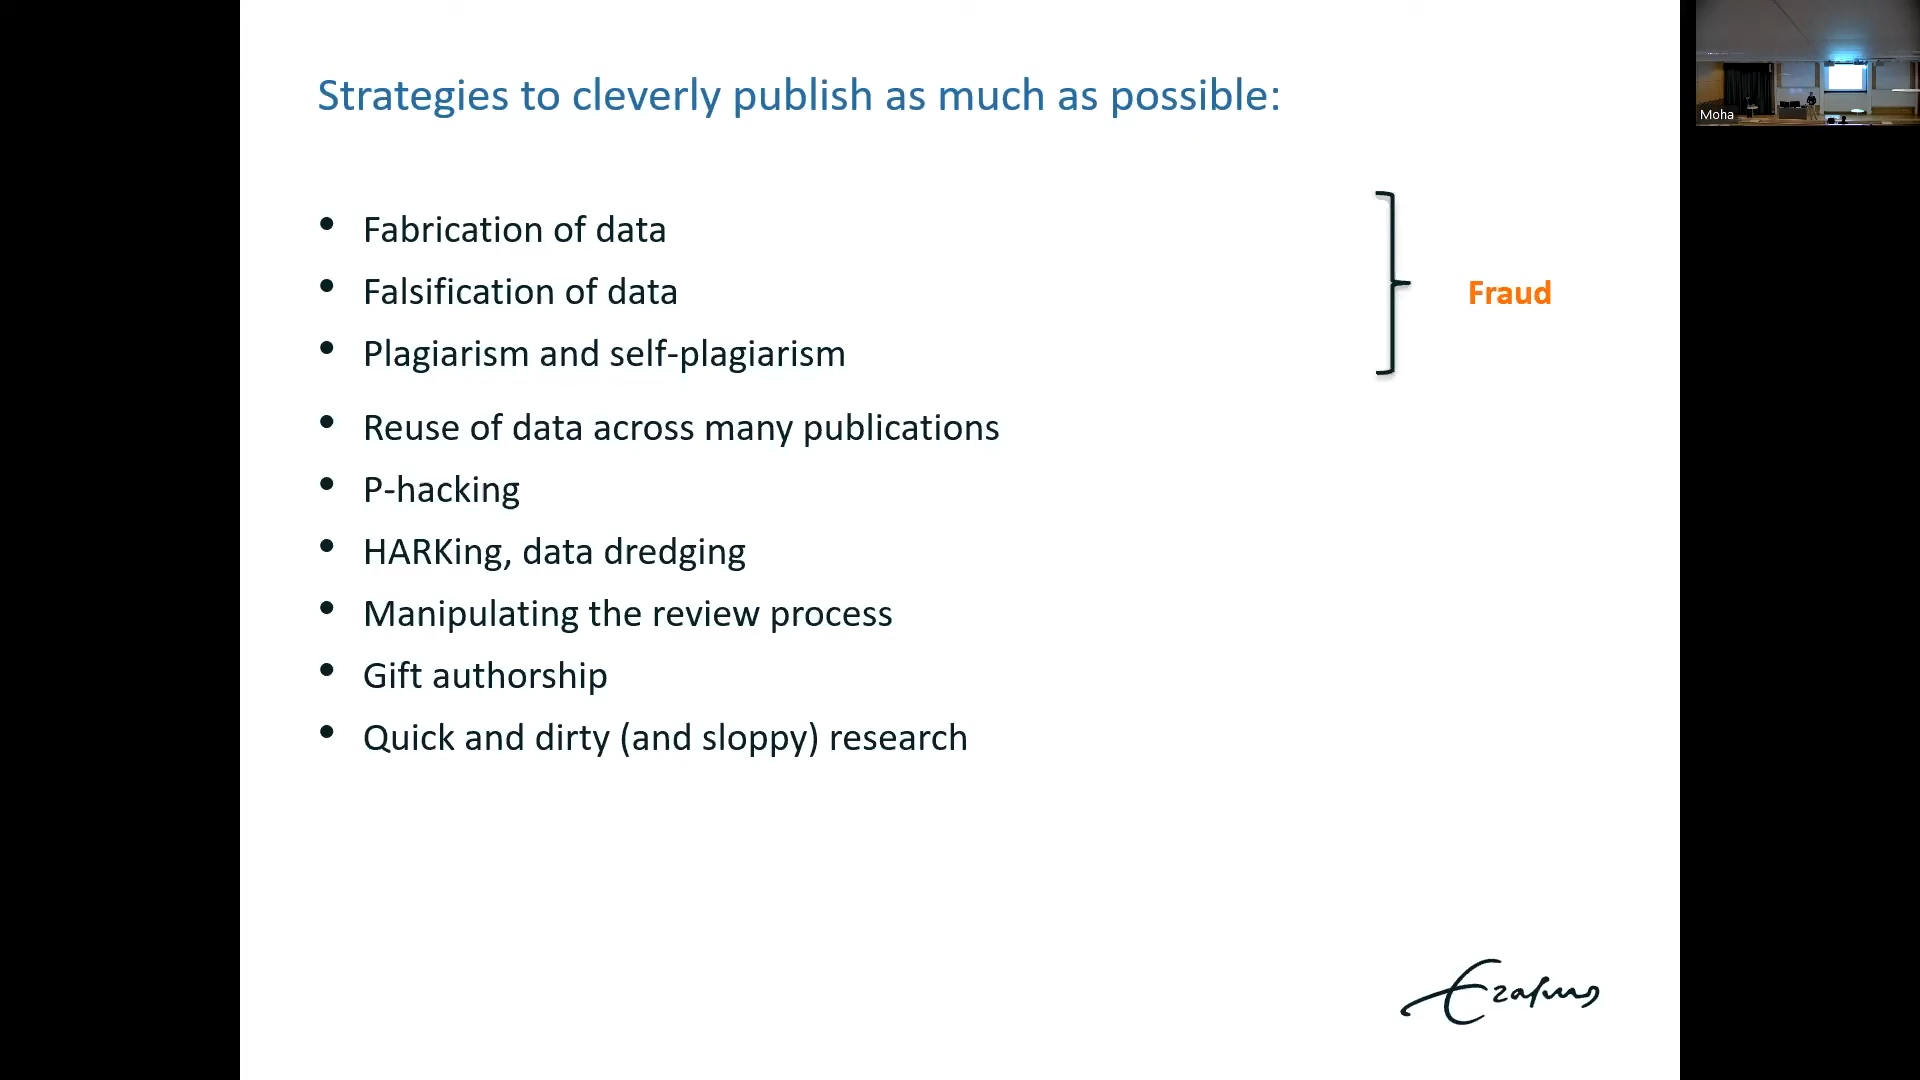 Strategies to cleverly publish as much as possible:
• Fabrication of data
• Falsification of data
• Plagiarism and self-plagiarism
Fraud
• Reuse of data across many publications
• P-hacking
• HARKing, data dredging
• Manipulating the review process
• Gift authorship
• Quick and dirty (and sloppy) research
Erasmus
Moha